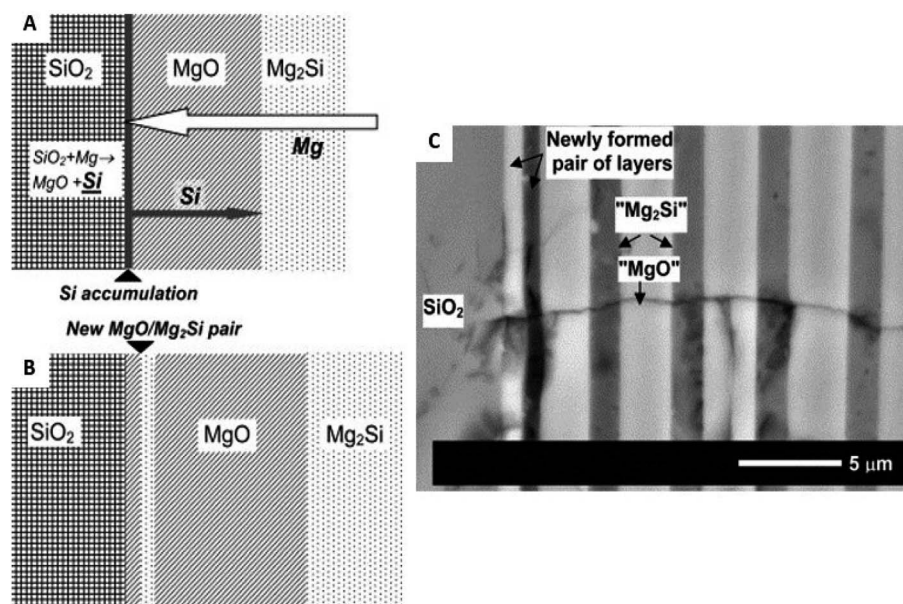 A
SiO₂
MgO
Mg₂Si
Mg
SiO₂+Mg→
MgO +Si
Si
Si accumulation
New MgO/Mg₂Si pair
B
SiO₂
MgO
Mg₂Si
C
Newly formed
pair of layers
"Mg₂Si"
"MgO"
SiO₂
5 μm